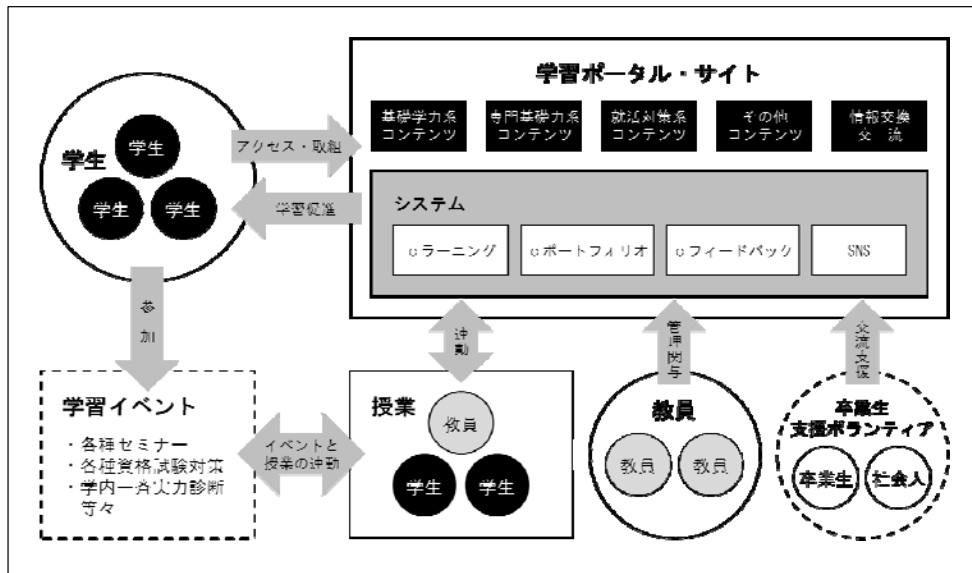 学習ポータル・サイト
基礎学力系
コンテンツ
専門基礎力系
コンテンツ
就活対策系
コンテンツ
その他
コンテンツ
情報交換
交 流
学生
学生
学生
学生
アクセス・取組
学習促進
システム
eラーニング
eポートフォリオ
eフィードバック
SNS
参 加
連動
管理関与
交流支援
学習イベント
・各種セミナー
・各種資格試験対策
・学内一斉実力診断
等々
イベントと
授業の連動
授業
教員
学生
学生
教員
教員
教員
卒業生
支援ボランティア
卒業生
社会人